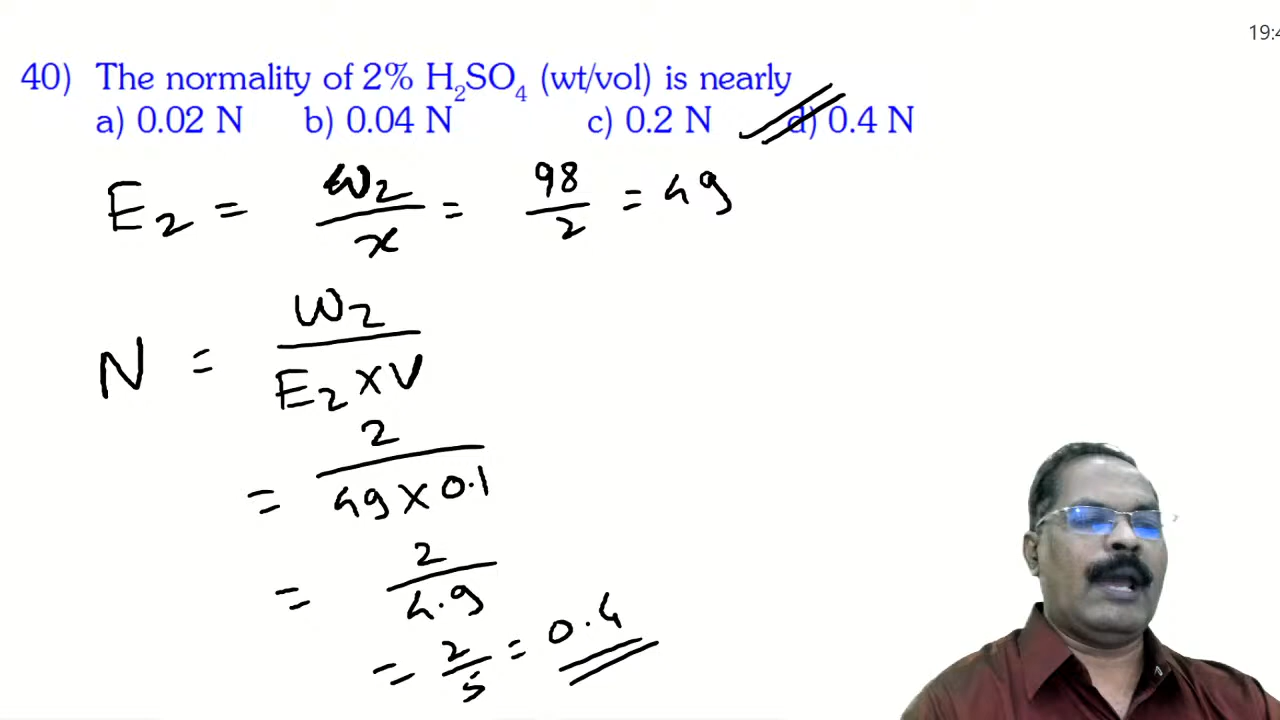 19:4
40) The normality of 2% H₂SO₄ (wt/vol) is nearly
a) 0.02 N b) 0.04 N c) 0.2 N d) 0.4 N
E₂ = w₂/x = 98/2 = 49
N = w₂/(E₂ × V)
= 2/(49 × 0.1)
= 2/4.9
= 2/5 = 0.4